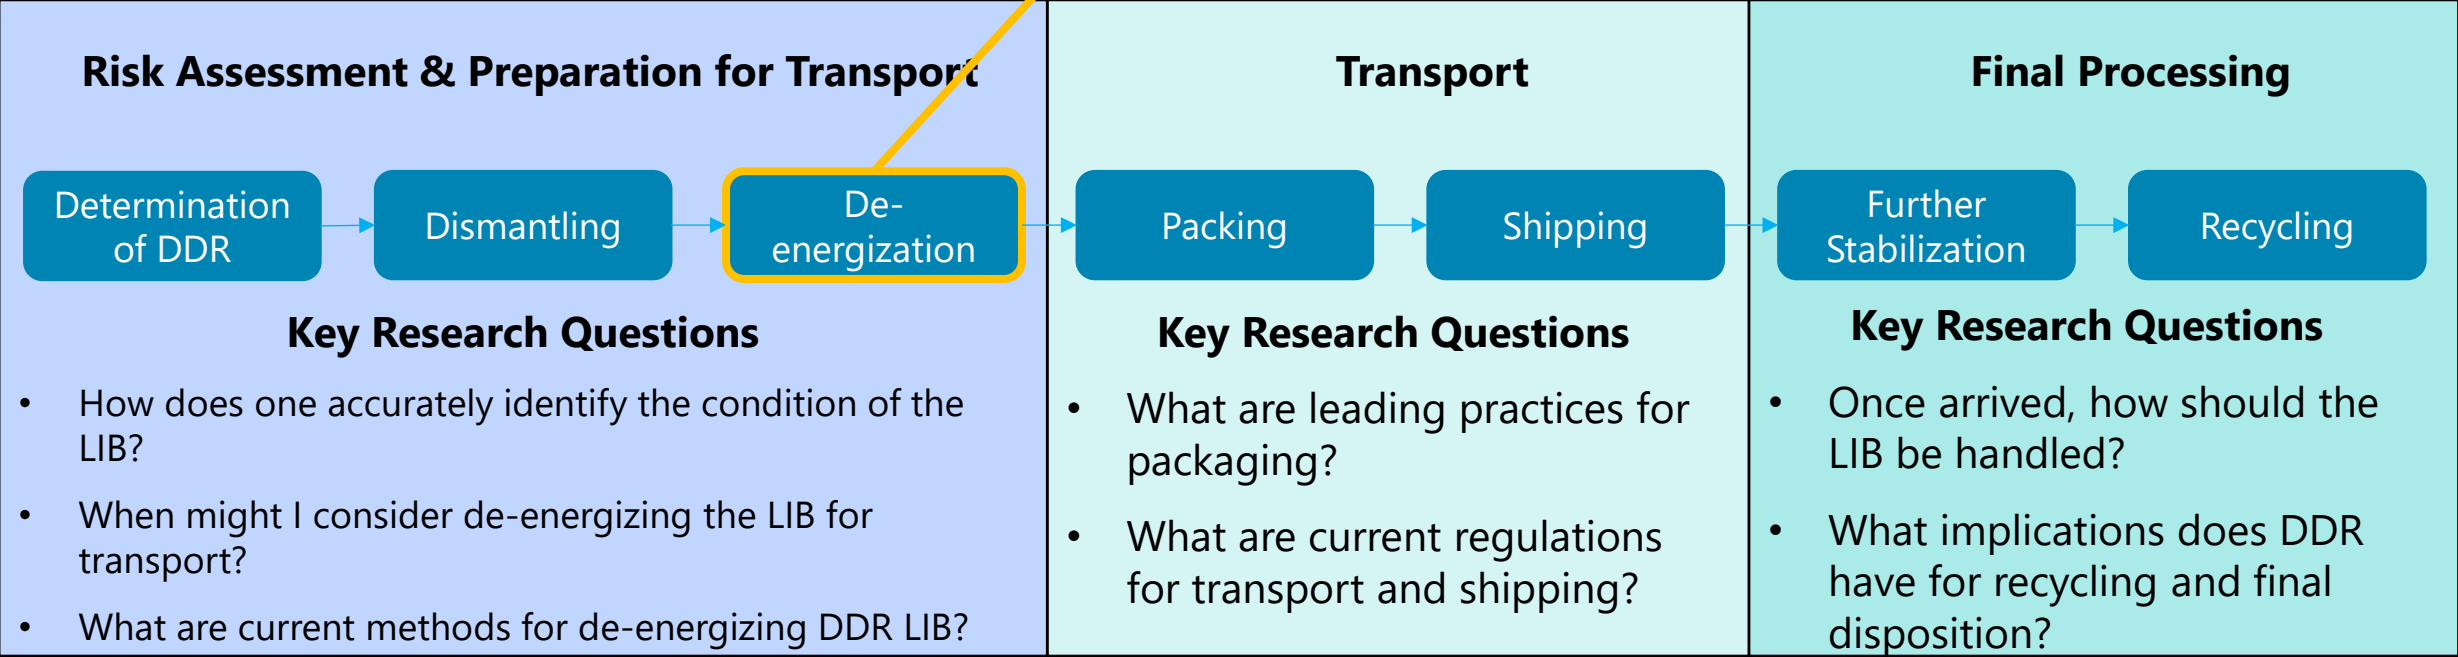 Risk Assessment & Preparation for Transport
Determination
of DDR
Dismantling
De-
energization
Key Research Questions
• How does one accurately identify the condition of the
LIB?
• When might I consider de-energizing the LIB for
transport?
• What are current methods for de-energizing DDR LIB?
Transport
Packing
Shipping
Key Research Questions
• What are leading practices for
packaging?
• What are current regulations
for transport and shipping?
Final Processing
Further
Stabilization
Recycling
Key Research Questions
• Once arrived, how should the
LIB be handled?
• What implications does DDR
have for recycling and final
disposition?